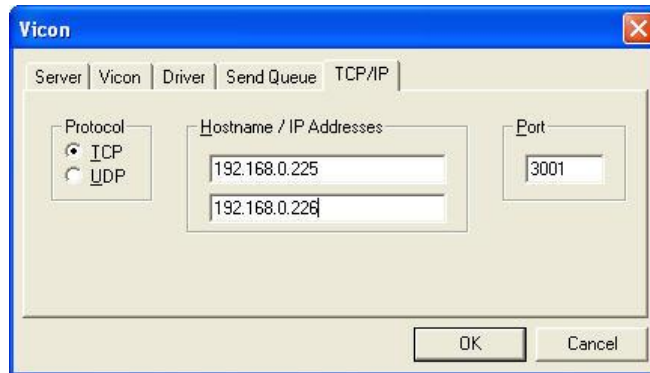 Vicon
Server Vicon Driver Send Queue TCP/IP
Protocol Hostname / IP Addresses Port
TCP
UDP
192.168.0.225
192.168.0.226
3001
OK Cancel